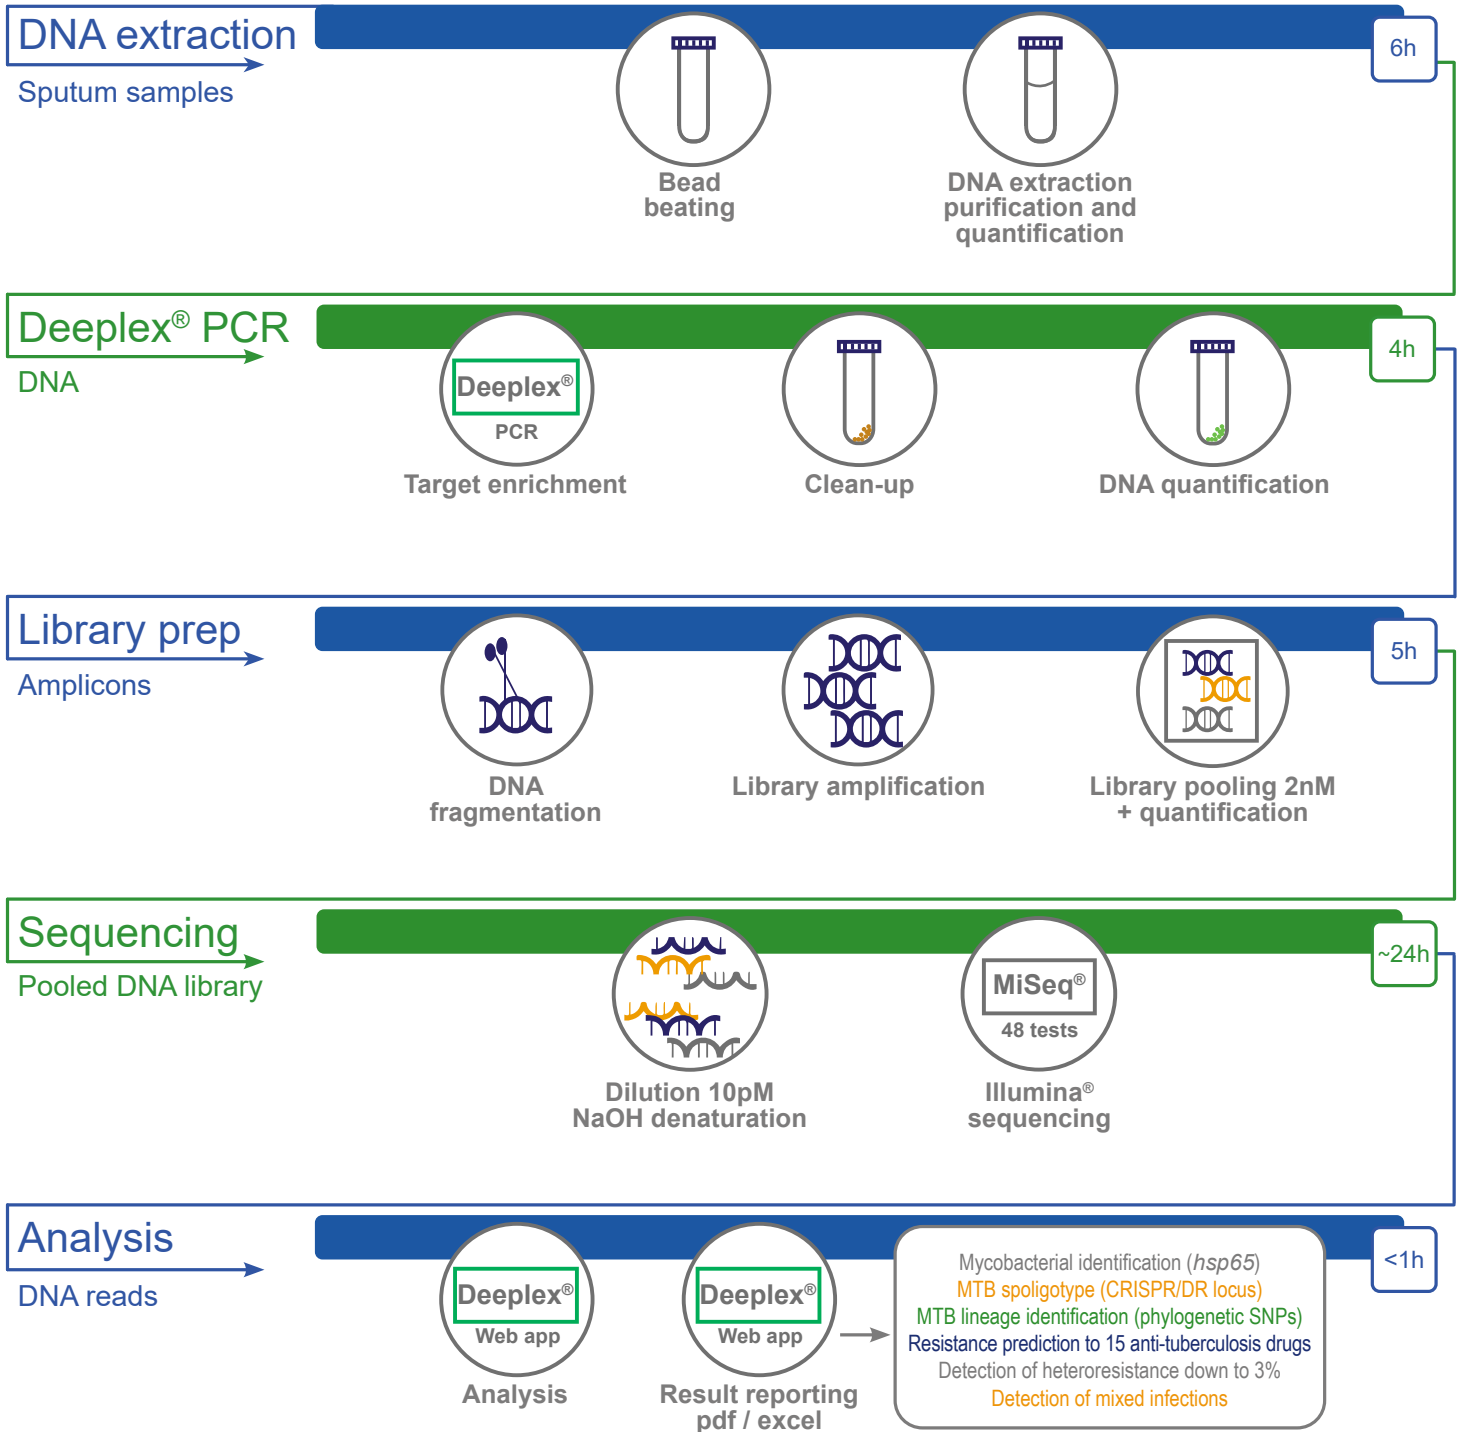 DNA extraction
6h
Sputum samples
Bead
beating
DNA extraction
purification and
quantification
Deeplex® PCR
4h
DNA
Deeplex®
PCR
Target enrichment
Clean-up
DNA quantification
Library prep
5h
Amplicons
DNA
fragmentation
Library amplification
Library pooling 2nM
+ quantification
Sequencing
~24h
Pooled DNA library
Dilution 10pM
NaOH denaturation
MiSeq®
48 tests
Illumina®
sequencing
Analysis
<1h
DNA reads
Deeplex®
Web app
Analysis
Deeplex®
Web app
Result reporting
pdf / excel
Mycobacterial identification (hsp65)
MTB spoligotype (CRISPR/DR locus)
MTB lineage identification (phylogenetic SNPs)
Resistance prediction to 15 anti-tuberculosis drugs
Detection of heteroresistance down to 3%
Detection of mixed infections